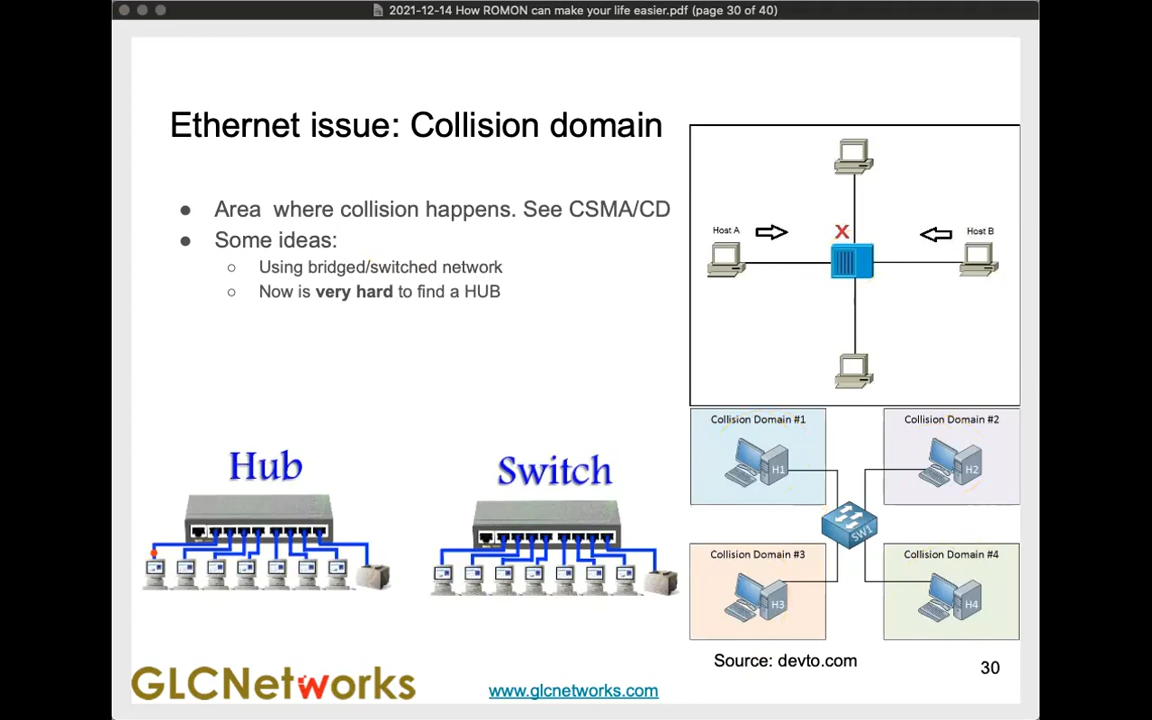 2021-12-14 How ROMON can make your life easier.pdf (page 30 of 40)
Ethernet issue: Collision domain
● Area where collision happens. See CSMA/CD
● Some ideas:
○ Using bridged/switched network
○ Now is very hard to find a HUB
Host A
X
Host B
Collision Domain #1
H1
Collision Domain #2
H2
SW1
Collision Domain #3
H3
Collision Domain #4
H4
Hub
Switch
Source: devto.com
GLCNetworks
www.glcnetworks.com
30